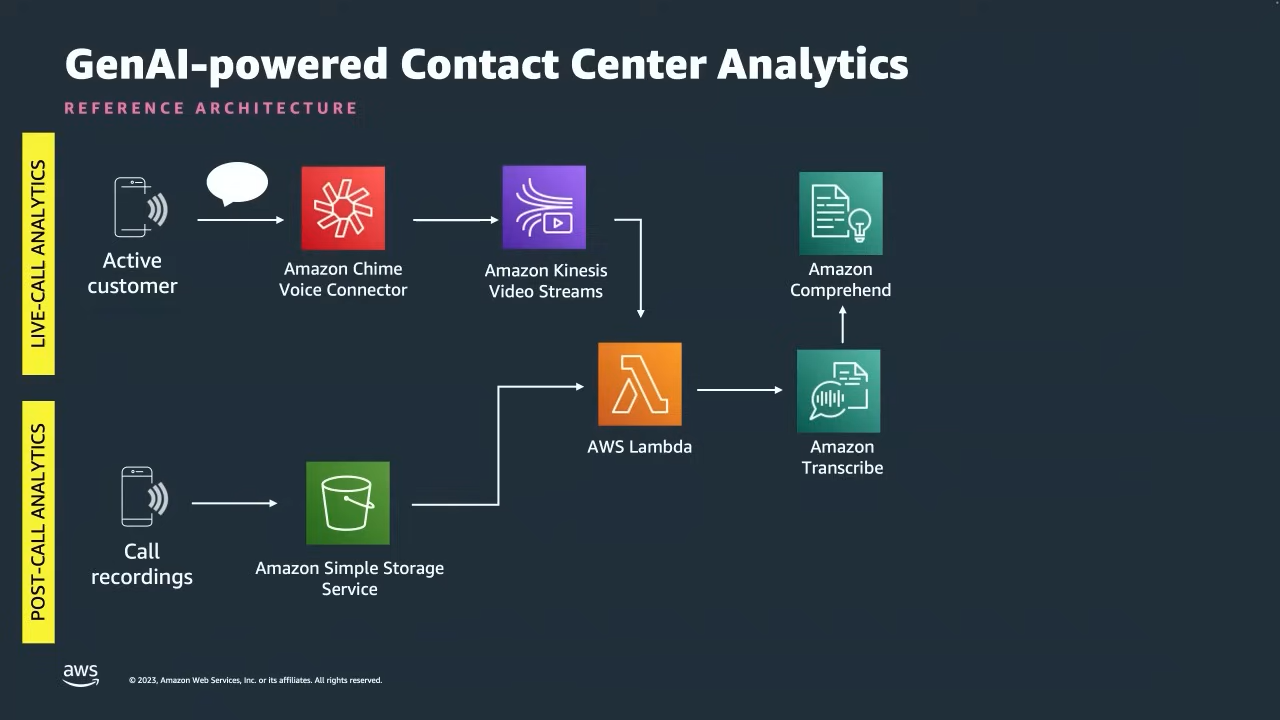 GenAI-powered Contact Center Analytics
REFERENCE ARCHITECTURE
LIVE-CALL ANALYTICS
Active
customer
Amazon Chime
Voice Connector
Amazon Kinesis
Video Streams
Amazon
Comprehend
AWS Lambda
Amazon
Transcribe
POST-CALL ANALYTICS
Call
recordings
Amazon Simple Storage
Service
aws
© 2023, Amazon Web Services, Inc. or its affiliates. All rights reserved.